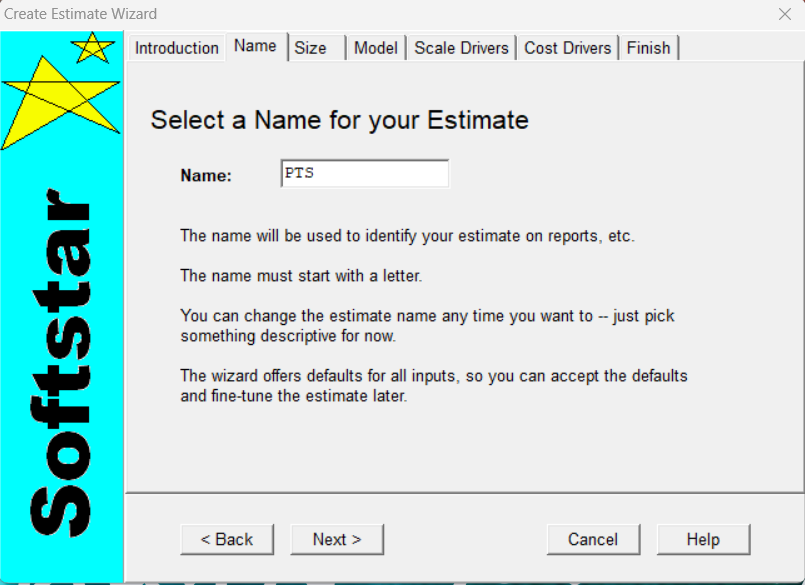 Create Estimate Wizard
Introduction Name Size Model Scale Drivers Cost Drivers Finish
Softstar
Select a Name for your Estimate
Name: PTS
The name will be used to identify your estimate on reports, etc.
The name must start with a letter.
You can change the estimate name any time you want to -- just pick
something descriptive for now.
The wizard offers defaults for all inputs, so you can accept the defaults
and fine-tune the estimate later.
< Back Next > Cancel Help